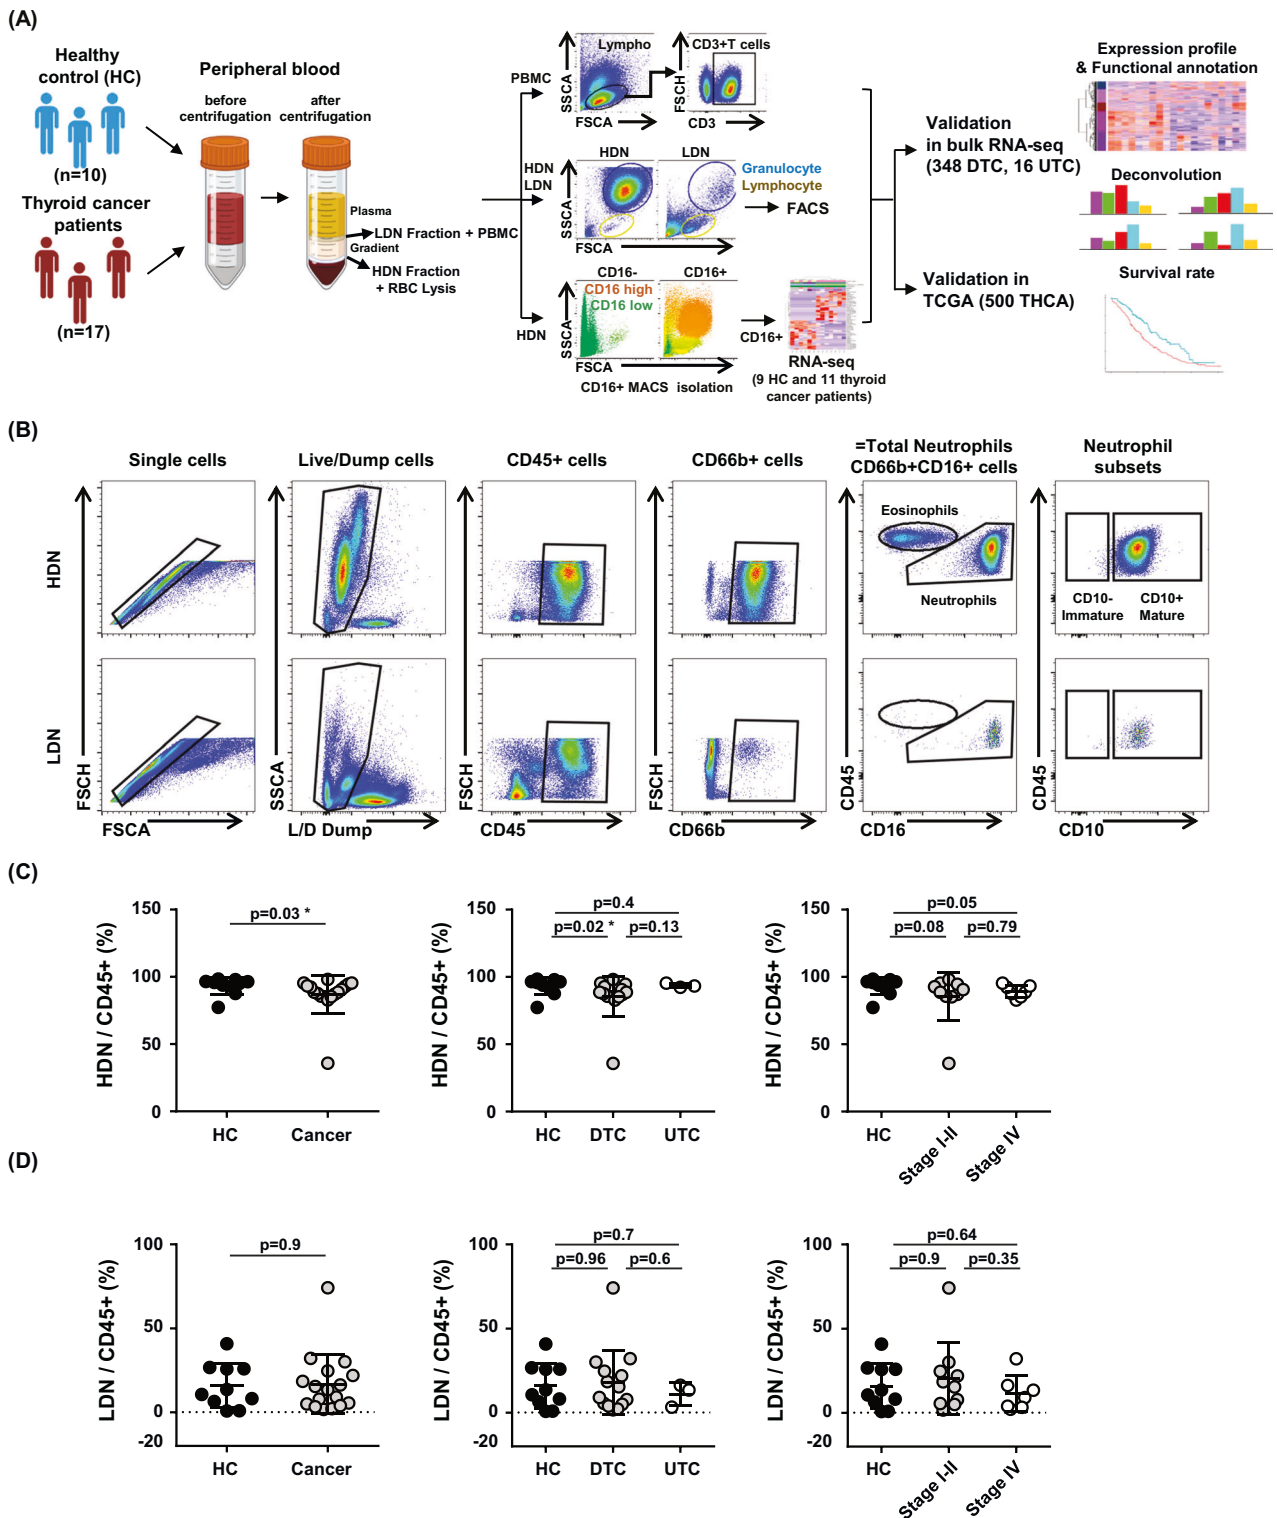 (A)
Healthy
control (HC)
(n=10)
Thyroid cancer
patients
(n=17)
Peripheral blood
before
centrifugation
after
centrifugation
Plasma
LDN Fraction + PBMC
Gradient
HDN Fraction
+ RBC Lysis
PBMC
SSCA
Lympho
FSCA
FSCH
CD3+T cells
CD3
HDN
LDN
SSCA
HDN
LDN
FSCA
Granulocyte
Lymphocyte
FACS
HDN
SSCA
CD16-
CD16 high
CD16 low
CD16+
FSCA
CD16+ MACS isolation
CD16+
RNA-seq
(9 HC and 11 thyroid
cancer patients)
Validation
in bulk RNA-seq
(348 DTC, 16 UTC)
Validation in
TCGA (500 THCA)
Expression profile
& Functional annotation
Deconvolution
Survival rate
(B)
Single cells
Live/Dump cells
CD45+ cells
CD66b+ cells
=Total Neutrophils
CD66b+CD16+ cells
Neutrophil
subsets
HDN
LDN
Eosinophils
Neutrophils
CD10-
Immature
CD10+
Mature
FSCH
FSCA
SSCA
L/D Dump
FSCH
CD45
FSCH
CD66b
CD45
CD16
CD45
CD10
(C)
HDN / CD45+ (%)
150
100
50
0
p=0.03 *
HC
Cancer
HDN / CD45+ (%)
150
100
50
0
p=0.4
p=0.02 *
p=0.13
HC
DTC
UTC
HDN / CD45+ (%)
150
100
50
0
p=0.05
p=0.08
p=0.79
HC
Stage I-II
Stage IV
(D)
LDN / CD45+ (%)
100
50
0
-20
p=0.9
HC
Cancer
LDN / CD45+ (%)
100
50
0
-20
p=0.7
p=0.96
p=0.6
HC
DTC
UTC
LDN / CD45+ (%)
100
50
0
-20
p=0.64
p=0.9
p=0.35
HC
Stage I-II
Stage IV